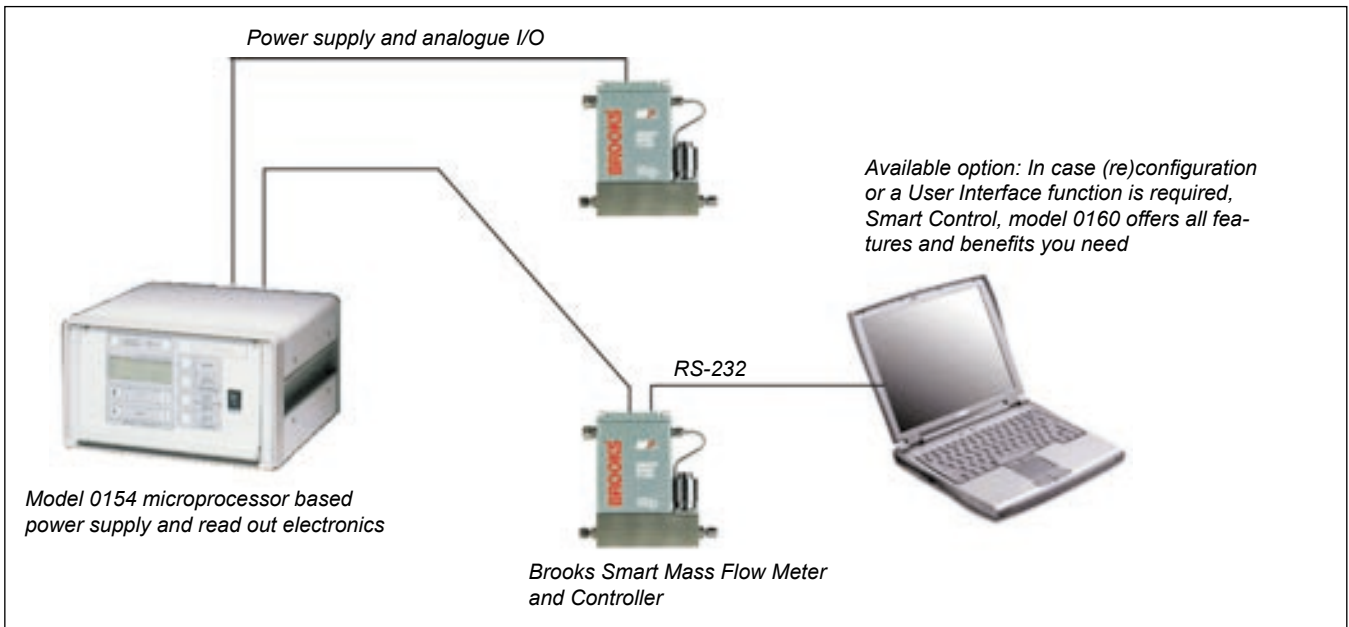 Power supply and analogue I/O
BROOKS
Available option: In case (re)configuration
or a User Interface function is required,
Smart Control, model 0160 offers all fea-
tures and benefits you need
RS-232
BROOKS
Model 0154 microprocessor based
power supply and read out electronics
Brooks Smart Mass Flow Meter
and Controller